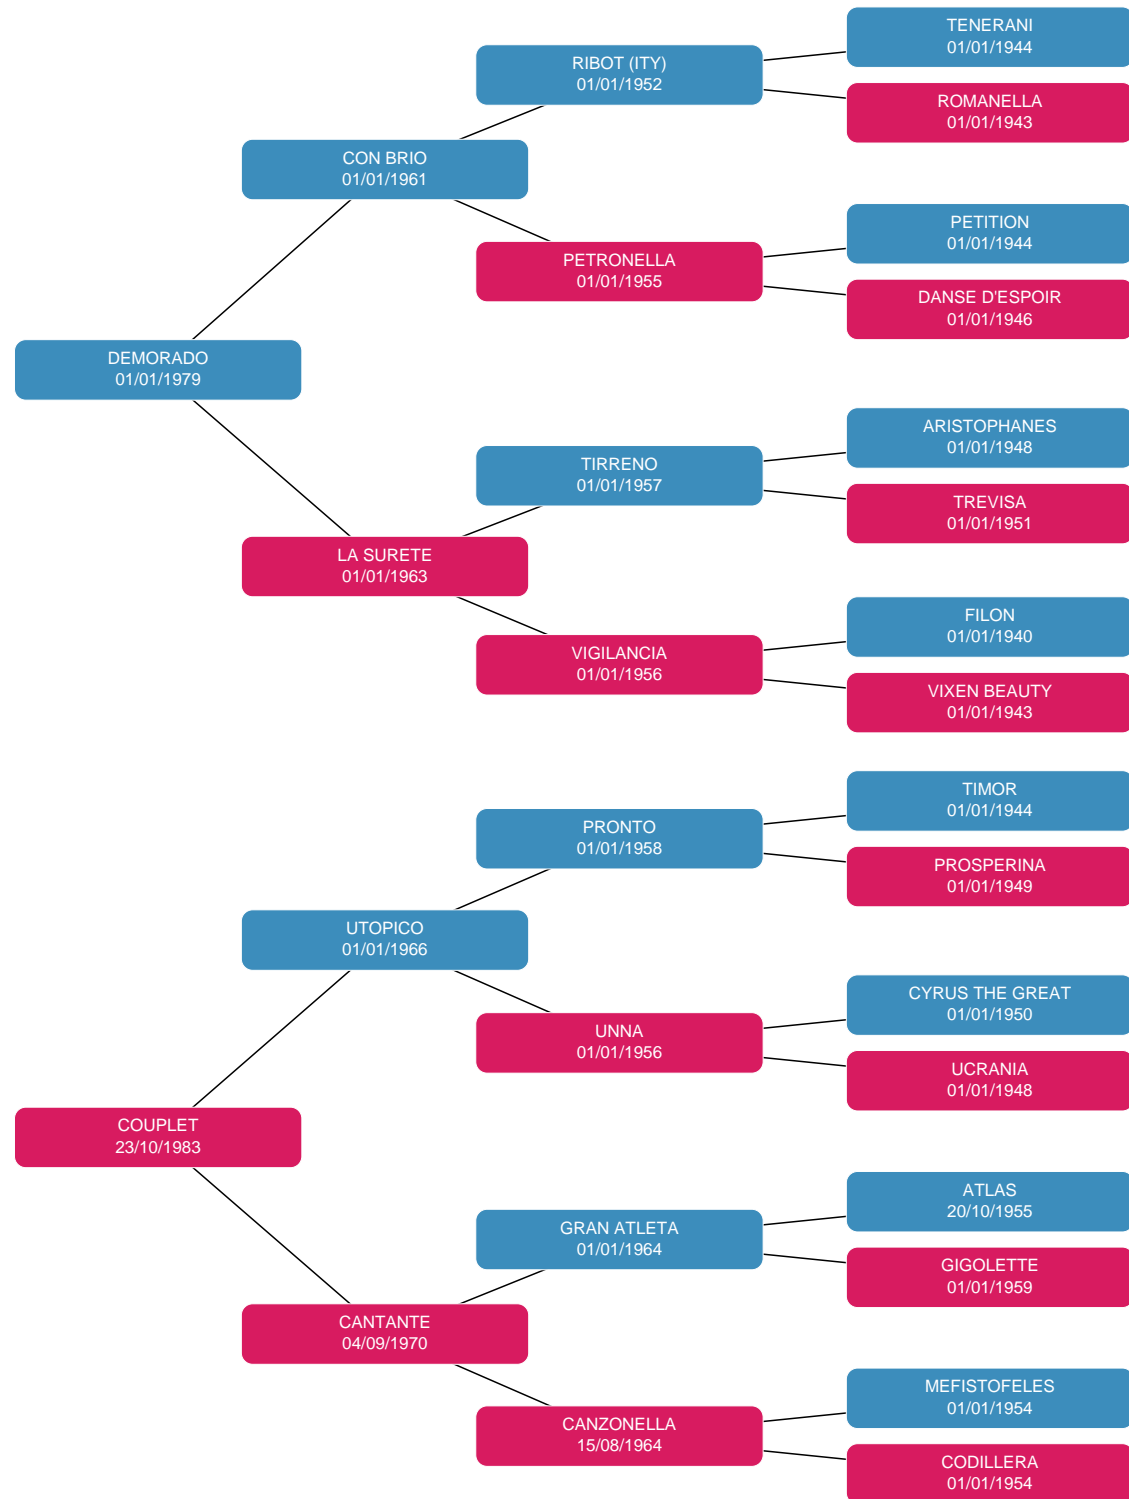 TENERANI
01/01/1944
RIBOT (ITY)
01/01/1952
ROMANELLA
01/01/1943
CON BRIO
01/01/1961
PETITION
01/01/1944
PETRONELLA
01/01/1955
DANSE D'ESPOIR
01/01/1946
DEMORADO
01/01/1979
ARISTOPHANES
01/01/1948
TIRRENO
01/01/1957
TREVISA
01/01/1951
LA SURETE
01/01/1963
FILON
01/01/1940
VIGILANCIA
01/01/1956
VIXEN BEAUTY
01/01/1943
TIMOR
01/01/1944
PRONTO
01/01/1958
PROSPERINA
01/01/1949
UTOPICO
01/01/1966
CYRUS THE GREAT
01/01/1950
UNNA
01/01/1956
UCRANIA
01/01/1948
COUPLET
23/10/1983
ATLAS
20/10/1955
GRAN ATLETA
01/01/1964
GIGOLETTE
01/01/1959
CANTANTE
04/09/1970
MEFISTOFELES
01/01/1954
CANZONELLA
15/08/1964
CODILLERA
01/01/1954